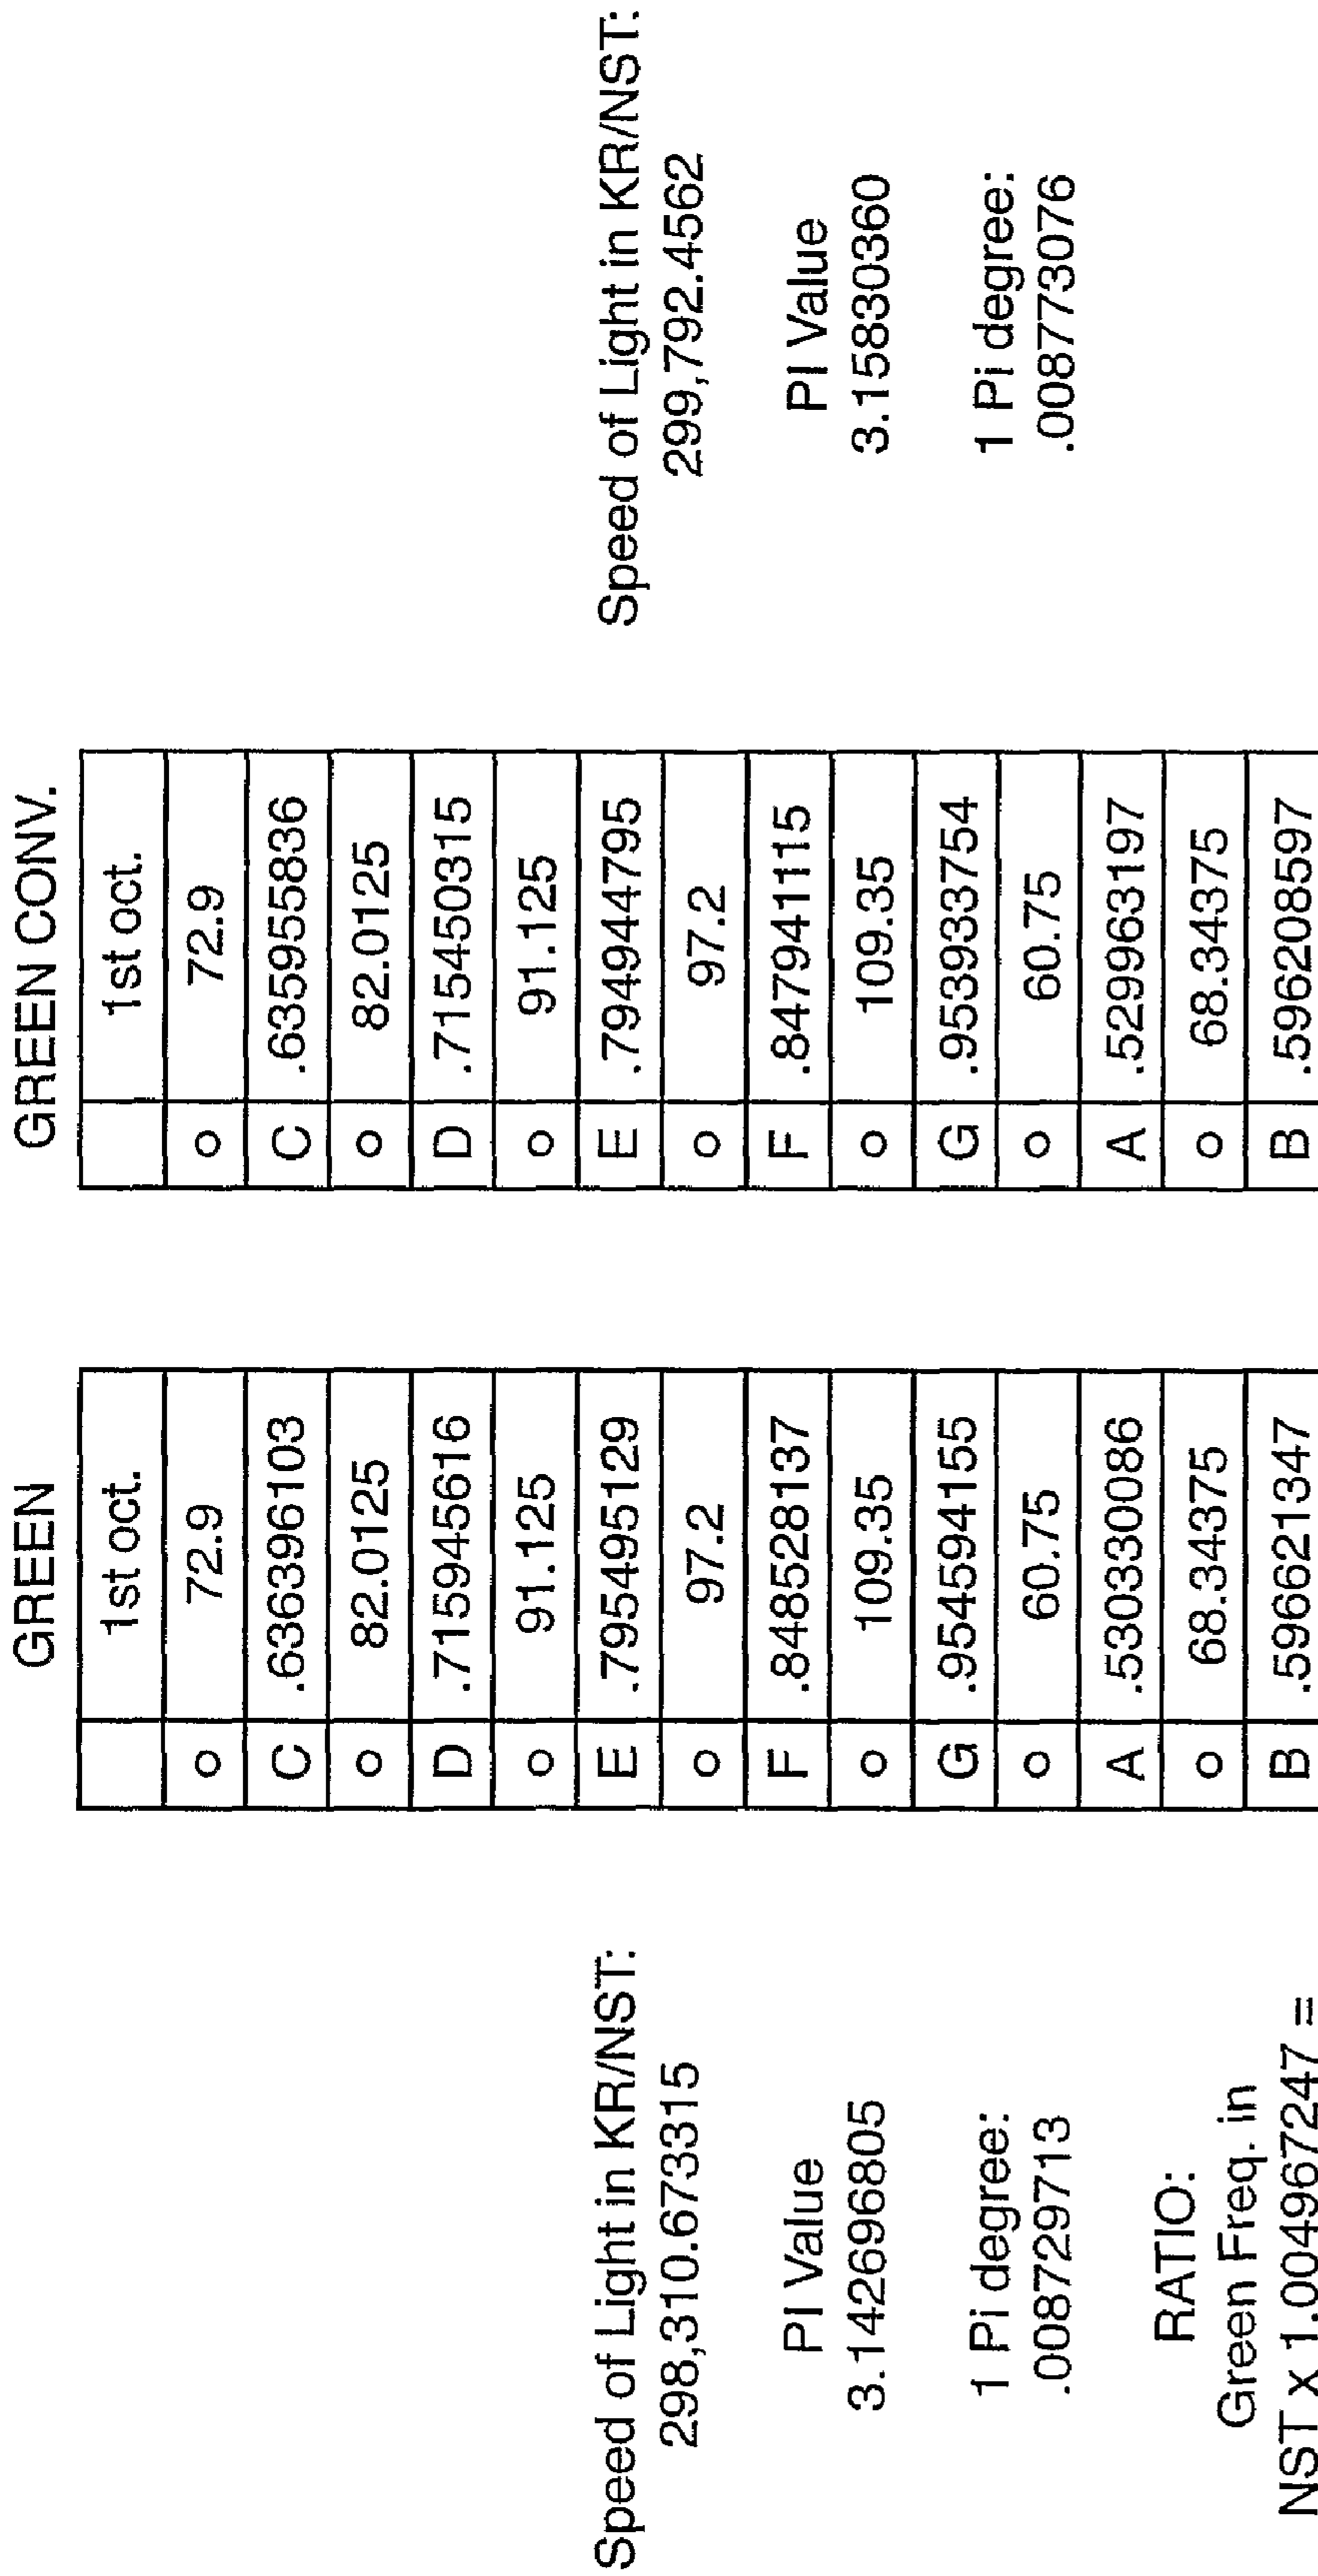 GREEN
1st oct.
o 72.9
C .636396103
o 82.0125
D .715945616
o 91.125
E .795495129
o 97.2
F .848528137
o 109.35
G .954594155
o 60.75
A .530330086
o 68.34375
B .596621347
Speed of Light in KR/NST:
298,310.673315
PI Value
3.142696805
1 Pi degree:
.008729713
RATIO:
Green Freq. in
NST x 1.004967247 =
GREEN CONV.
1st oct.
o 72.9
C .635955836
o 82.0125
D .715450315
o 91.125
E .794944795
o 97.2
F .847941115
o 109.35
G .953933754
o 60.75
A .529963197
o 68.34375
B .596208597
Speed of Light in KR/NST:
299,792.4562
PI Value
3.15830360
1 Pi degree:
.008773076